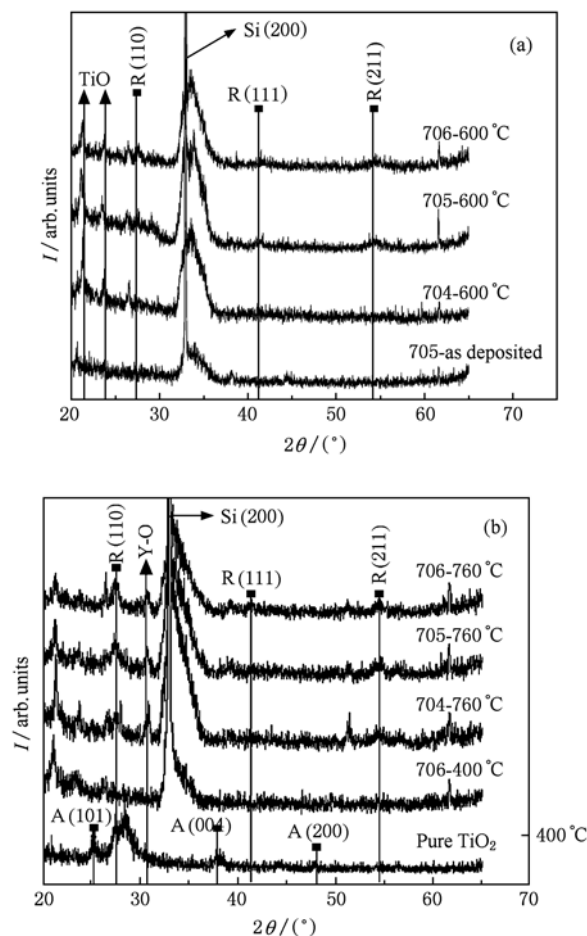 (a)
Si (200)
TiO
R (110)
R (111)
R (211)
706-600 °C
705-600 °C
704-600 °C
705-as deposited
I / arb. units
20 30 40 50 60 70
2θ / (°)
(b)
Si (200)
R (110)
Y-O
R (111)
R (211)
706-760 °C
705-760 °C
704-760 °C
706-400 °C
A (101)
A (004)
A (200)
Pure TiO₂
400 °C
I / arb. units
20 30 40 50 60 70
2θ / (°)